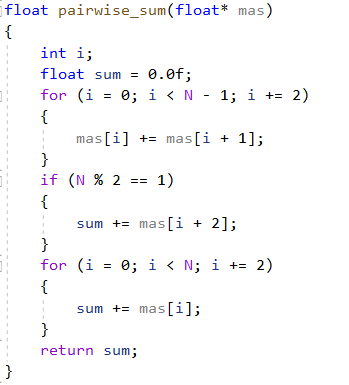 float pairwise_sum(float* mas)
{
    int i;
    float sum = 0.0f;
    for (i = 0; i < N - 1; i += 2)
    {
        mas[i] += mas[i + 1];
    }
    if (N % 2 == 1)
    {
        sum += mas[i + 2];
    }
    for (i = 0; i < N; i += 2)
    {
        sum += mas[i];
    }
    return sum;
}